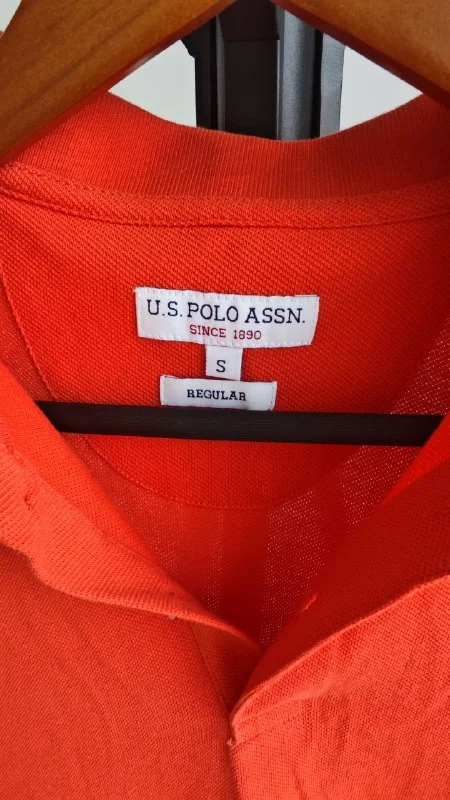 U.S. POLO ASSN.
SINCE 1890
S
REGULAR